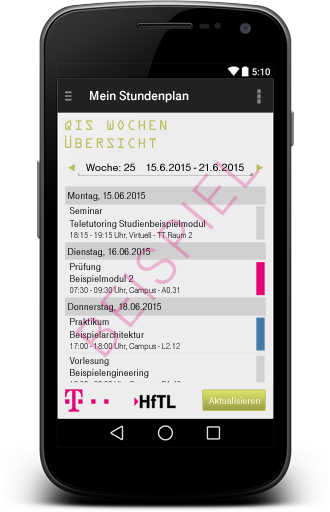 5:10
Mein Stundenplan
QIS WOCHEN
ÜBERSICHT
Woche: 25 15.6.2015 - 21.6.2015
Montag, 15.06.2015
Seminar
Teletutoring Studienbeispielmodul
18:15 - 19:15 Uhr, Virtuell - TT Raum 2
Dienstag, 16.06.2015
Prüfung
Beispielmodul 2
07:30 - 09:30 Uhr, Campus - A0.31
Donnerstag, 18.06.2015
Praktikum
Beispielarchitektur
17:00 - 18:00 Uhr, Campus - L2.12
Vorlesung
Beispielengineering
BEISPIEL
T
HfTL
Aktualisieren